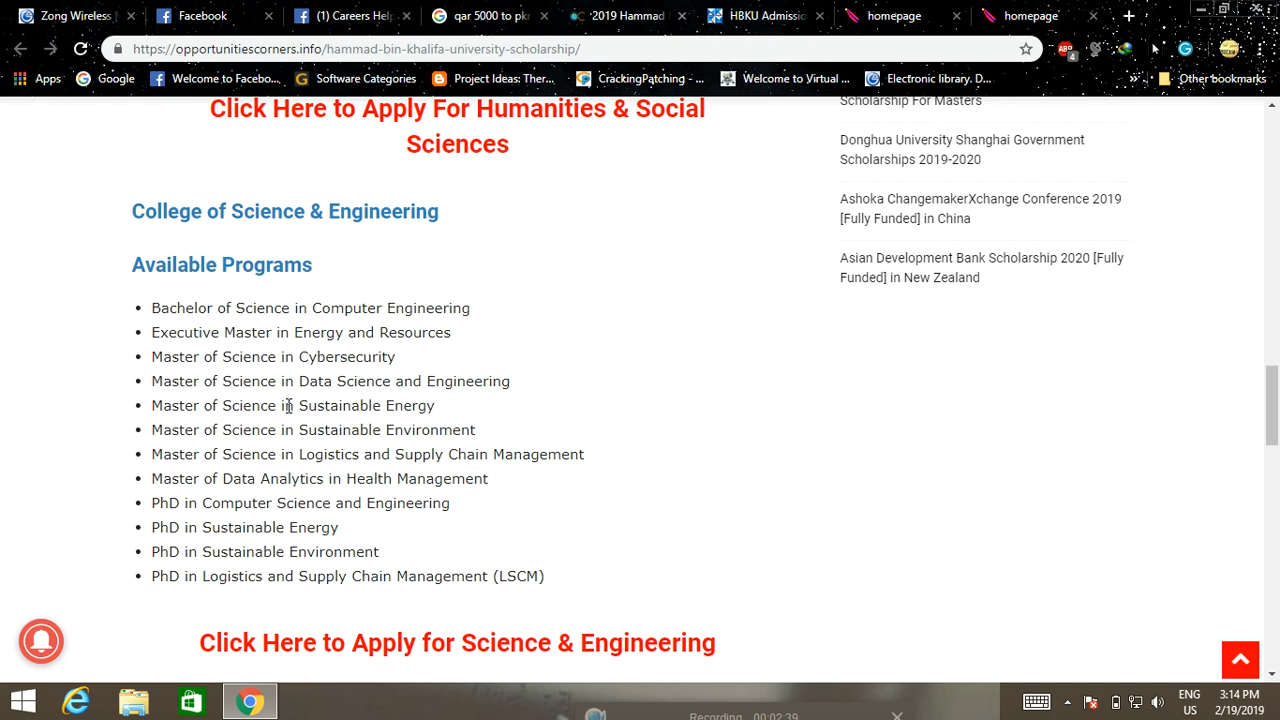 Zong Wireless
Facebook
(1) Careers Help
qar 5000 to pkr
2019 Hammad
HBKU Admissio
homepage
homepage
https://opportunitiescorners.info/hammad-bin-khalifa-university-scholarship/
4
Apps
Google
Welcome to Facebo...
Software Categories
Project Ideas: Ther...
CrackingPatching - ...
Welcome to Virtual ...
Electronic library. D...
Other bookmarks
Click Here to Apply For Humanities & Social
Sciences
College of Science & Engineering
Available Programs
• Bachelor of Science in Computer Engineering
• Executive Master in Energy and Resources
• Master of Science in Cybersecurity
• Master of Science in Data Science and Engineering
• Master of Science in Sustainable Energy
• Master of Science in Sustainable Environment
• Master of Science in Logistics and Supply Chain Management
• Master of Data Analytics in Health Management
• PhD in Computer Science and Engineering
• PhD in Sustainable Energy
• PhD in Sustainable Environment
• PhD in Logistics and Supply Chain Management (LSCM)
Click Here to Apply for Science & Engineering
Scholarship For Masters
Donghua University Shanghai Government
Scholarships 2019-2020
Ashoka ChangemakerXchange Conference 2019
[Fully Funded] in China
Asian Development Bank Scholarship 2020 [Fully
Funded] in New Zealand
Recording 00:02:39
ENG
US
3:14 PM
2/19/2019